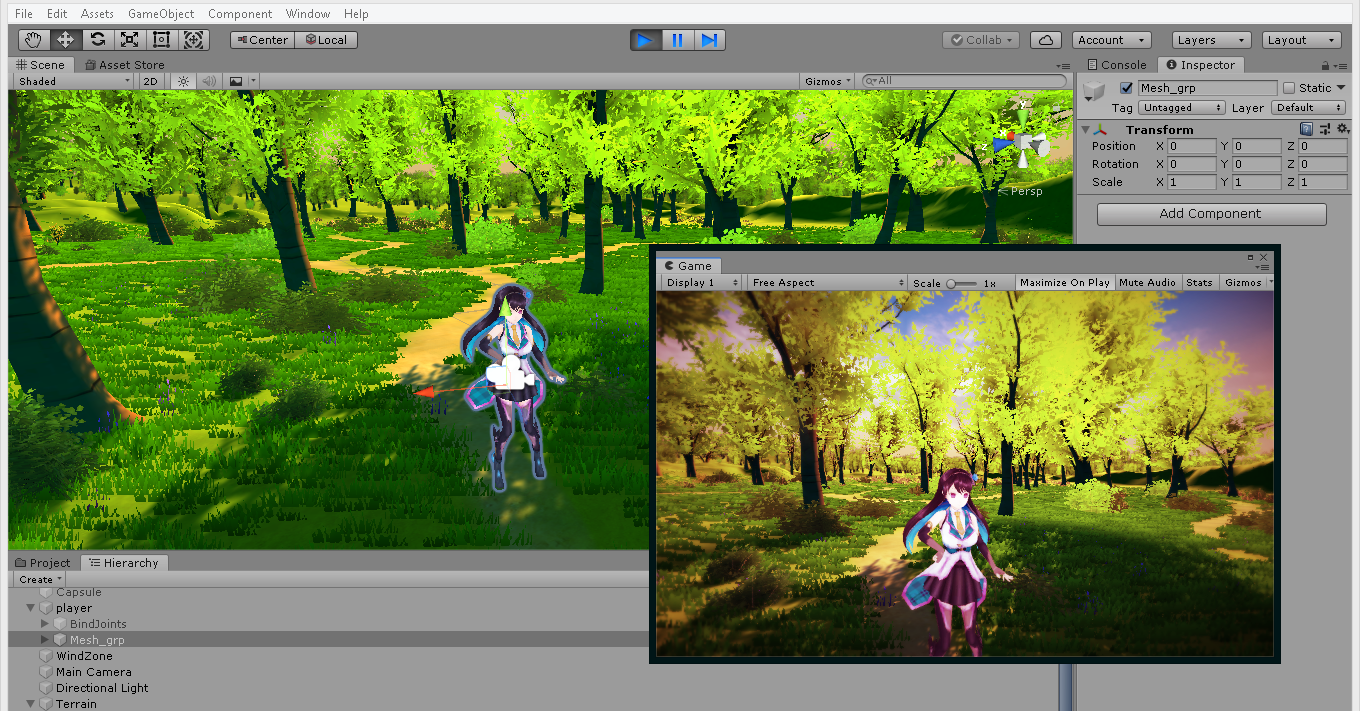 File Edit Assets GameObject Component Window Help
Center Local Collab Account Layers Layout
Scene Asset Store
Shaded 2D Gizmos All
y
x
z
Persp
Console Inspector
Mesh_grp Static
Tag Untagged Layer Default
Transform
Position X 0 Y 0 Z 0
Rotation X 0 Y 0 Z 0
Scale X 1 Y 1 Z 1
Add Component
Game
Display 1 Free Aspect Scale 1x Maximize On Play Mute Audio Stats Gizmos
Project Hierarchy
Create
Capsule
player
BindJoints
Mesh_grp
WindZone
Main Camera
Directional Light
Terrain